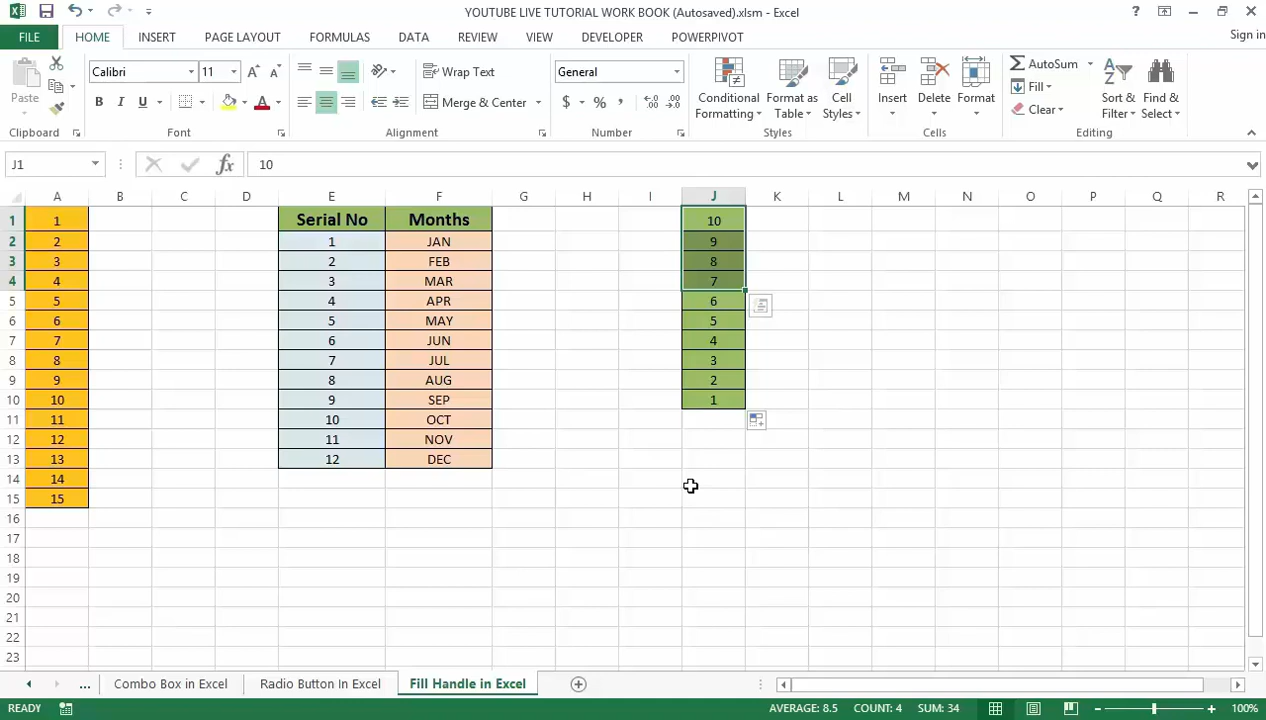 YOUTUBE LIVE TUTORIAL WORK BOOK (Autosaved).xlsm - Excel
?
Sign in
FILE HOME INSERT PAGE LAYOUT FORMULAS DATA REVIEW VIEW DEVELOPER POWERPIVOT
Paste
Calibri 11
B I U
Wrap Text
Merge & Center
General
$ % ,
Conditional Formatting
Format as Table
Cell Styles
Insert
Delete
Format
AutoSum
Fill
Clear
Sort & Filter
Find & Select
Clipboard Font Alignment Number Styles Cells Editing
J1 fx 10
A B C D E F G H I J K L M N O P Q R
1 1 Serial No Months 10
2 2 1 JAN 9
3 3 2 FEB 8
4 4 3 MAR 7
5 5 4 APR 6
6 6 5 MAY 5
7 7 6 JUN 4
8 8 7 JUL 3
9 9 8 AUG 2
10 10 9 SEP 1
11 11 10 OCT
12 12 11 NOV
13 13 12 DEC
14 14
15 15
16
17
18
19
20
21
22
23
... Combo Box in Excel Radio Button In Excel Fill Handle in Excel
READY AVERAGE: 8.5 COUNT: 4 SUM: 34 100%